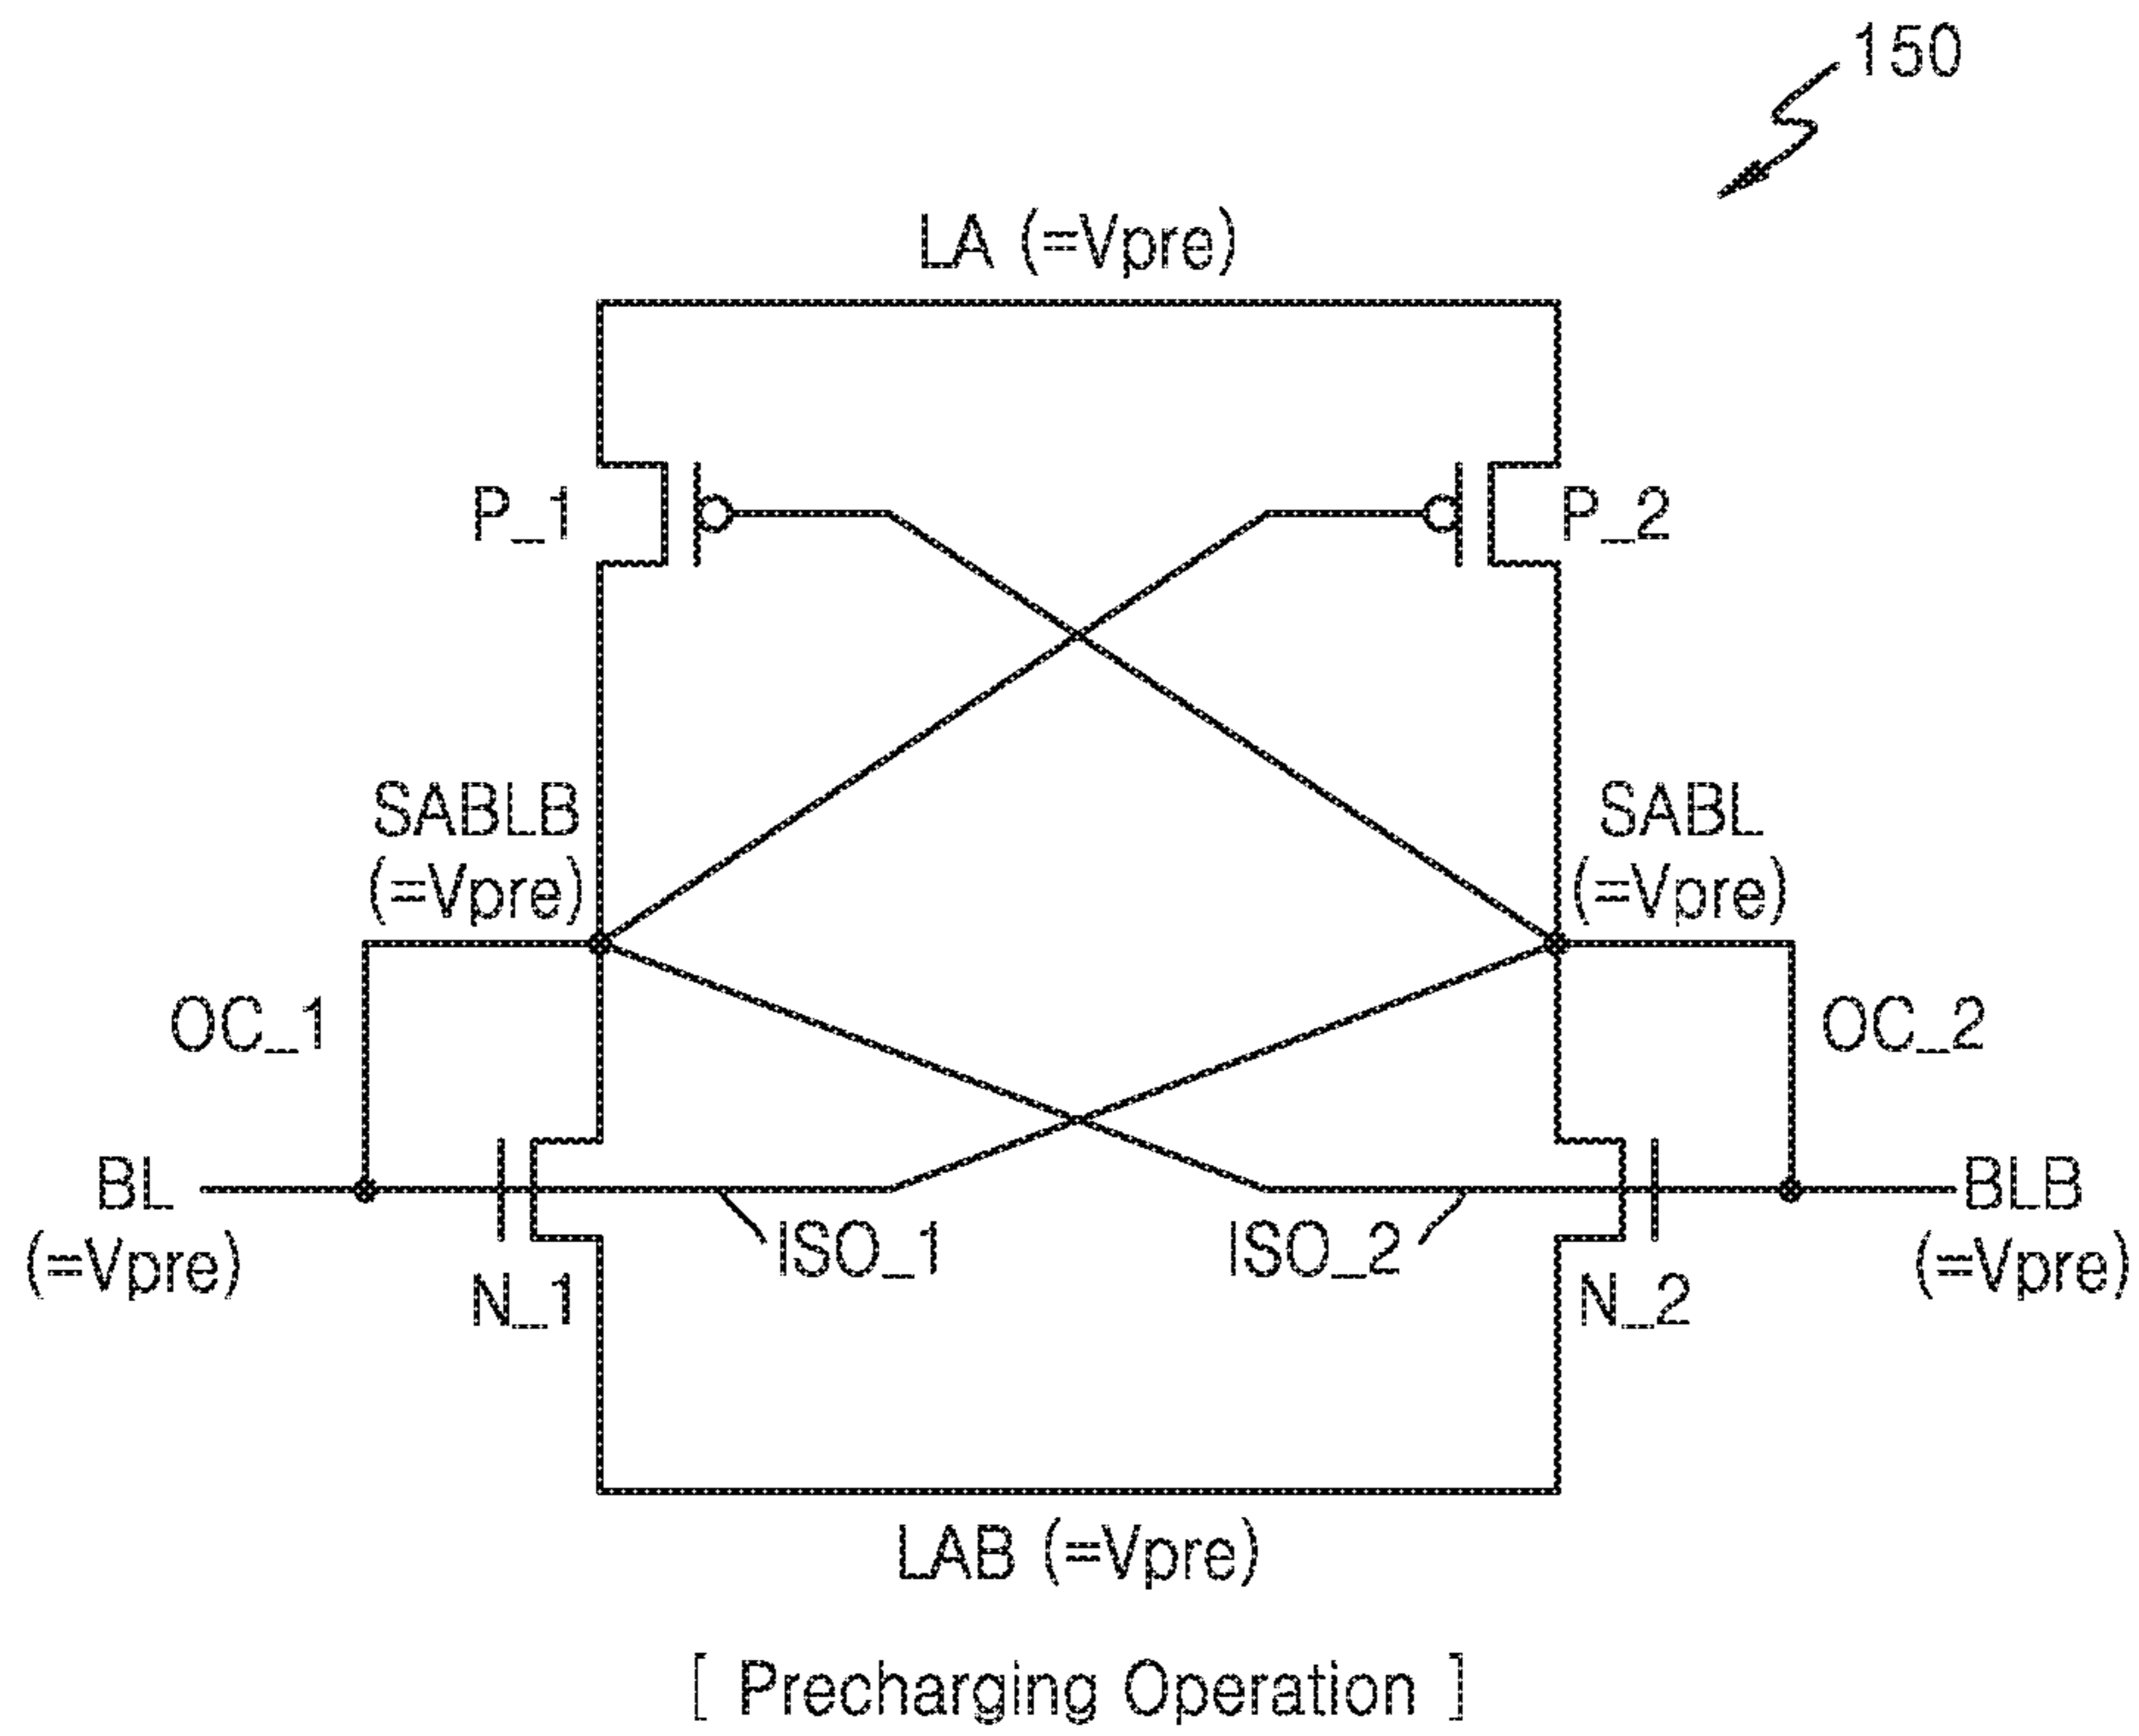 150
LA (=Vpre)
P_1
P_2
SABLB
(=Vpre)
SABL
(=Vpre)
OC_1
OC_2
BL
(=Vpre)
BLB
(=Vpre)
ISO_1
ISO_2
N_1
N_2
LAB (=Vpre)
[ Precharging Operation ]